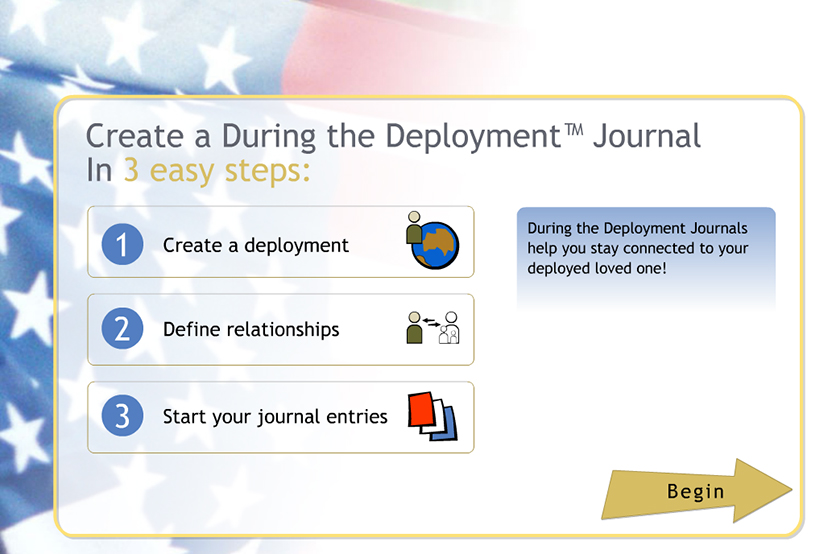 Create a During the Deployment™ Journal
In 3 easy steps:
1 Create a deployment
2 Define relationships
3 Start your journal entries
During the Deployment Journals
help you stay connected to your
deployed loved one!
Begin